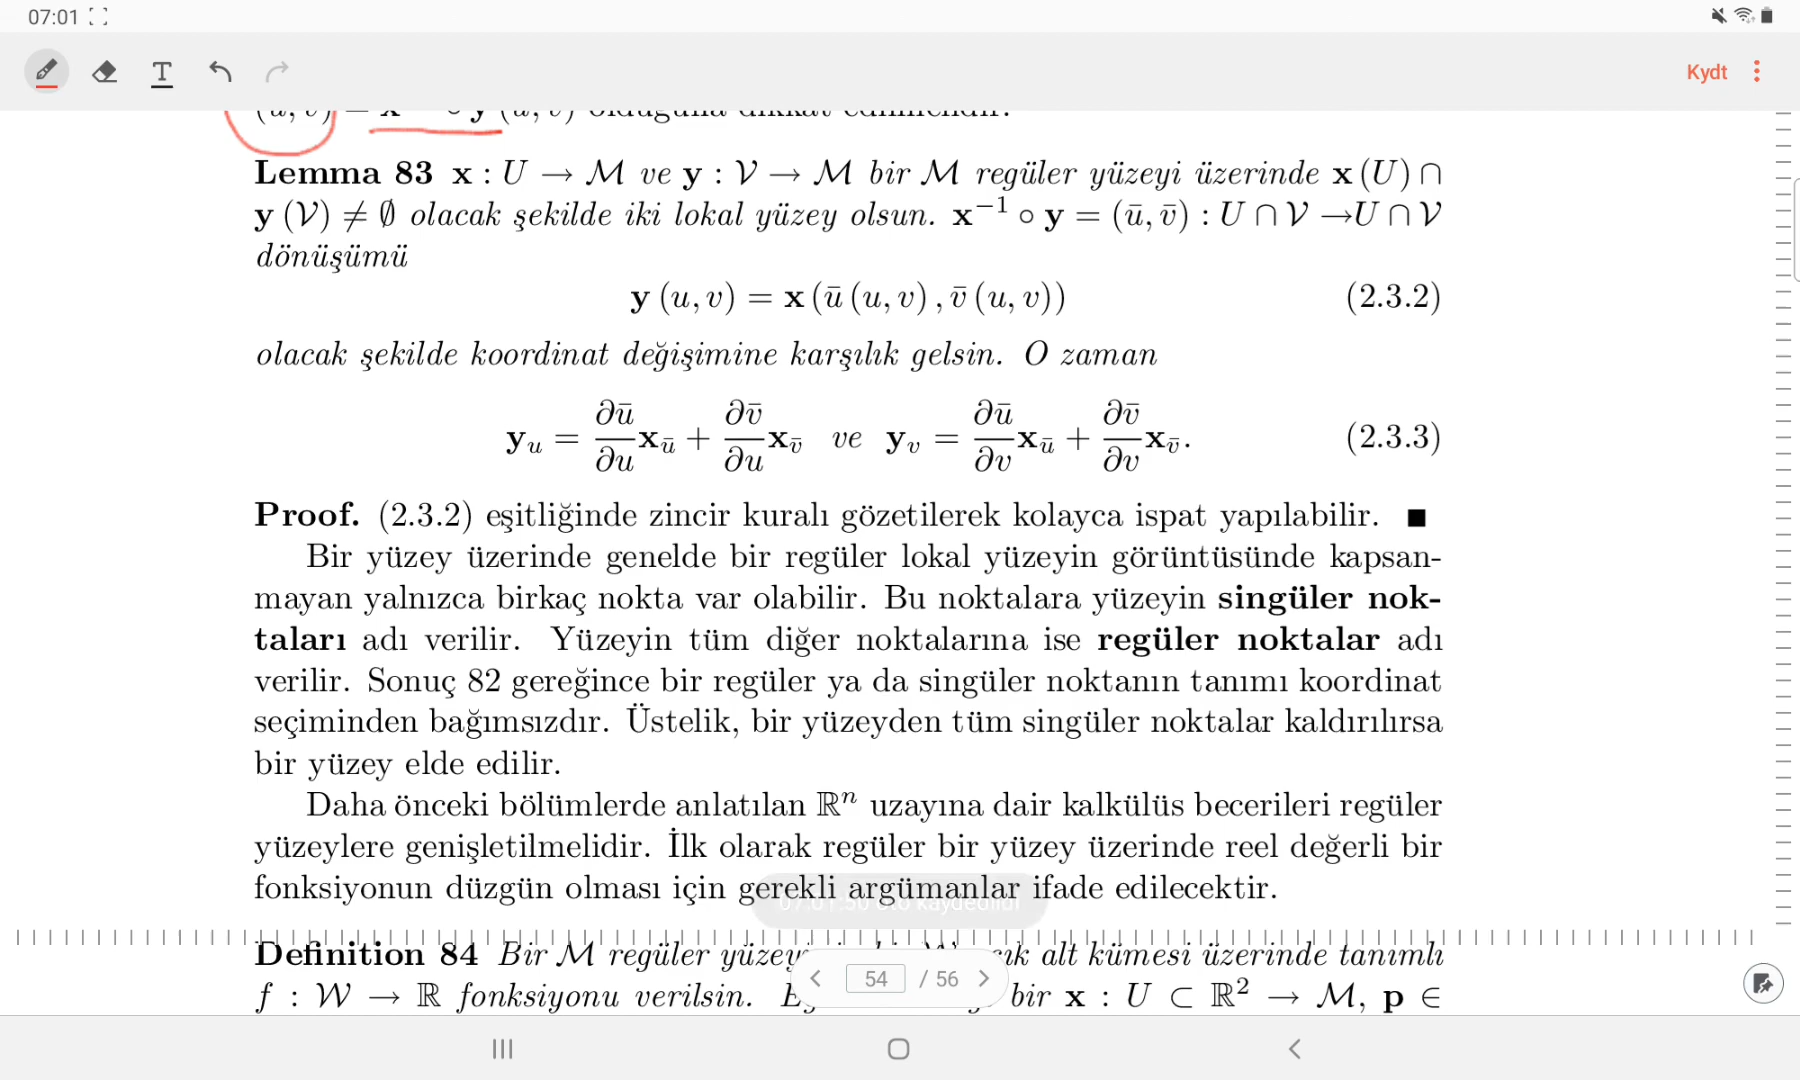 07:01
Kydt
(u, v) = x⁻¹ ∘ y (u, v) olduğuna dikkat edilmelidir.
Lemma 83 x : U → M ve y : V → M bir M regüler yüzeyi üzerinde x (U) ∩
y (V) ≠ ∅ olacak şekilde iki lokal yüzey olsun. x⁻¹ ∘ y = (ū, v̄) : U ∩ V →U ∩ V
dönüşümü
y (u, v) = x (ū (u, v) , v̄ (u, v)) (2.3.2)
olacak şekilde koordinat değişimine karşılık gelsin. O zaman
y_u = ∂ū/∂u x_ū + ∂v̄/∂u x_v̄ ve y_v = ∂ū/∂v x_ū + ∂v̄/∂v x_v̄. (2.3.3)
Proof. (2.3.2) eşitliğinde zincir kuralı gözetilerek kolayca ispat yapılabilir. ■
Bir yüzey üzerinde genelde bir regüler lokal yüzeyin görüntüsünde kapsan-
mayan yalnızca birkaç nokta var olabilir. Bu noktalara yüzeyin singüler nok-
taları adı verilir. Yüzeyin tüm diğer noktalarına ise regüler noktalar adı
verilir. Sonuç 82 gereğince bir regüler ya da singüler noktanın tanımı koordinat
seçiminden bağımsızdır. Üstelik, bir yüzeyden tüm singüler noktalar kaldırılırsa
bir yüzey elde edilir.
Daha önceki bölümlerde anlatılan ℝⁿ uzayına dair kalkülüs becerileri regüler
yüzeylere genişletilmelidir. İlk olarak regüler bir yüzey üzerinde reel değerli bir
fonksiyonun düzgün olması için gerekli argümanlar ifade edilecektir.
Definition 84 Bir M regüler yüzey alt kümesi üzerinde tanımlı
f : W → ℝ fonksiyonu verilsin. bir x : U ⊂ ℝ² → M, p ∈
54 / 56